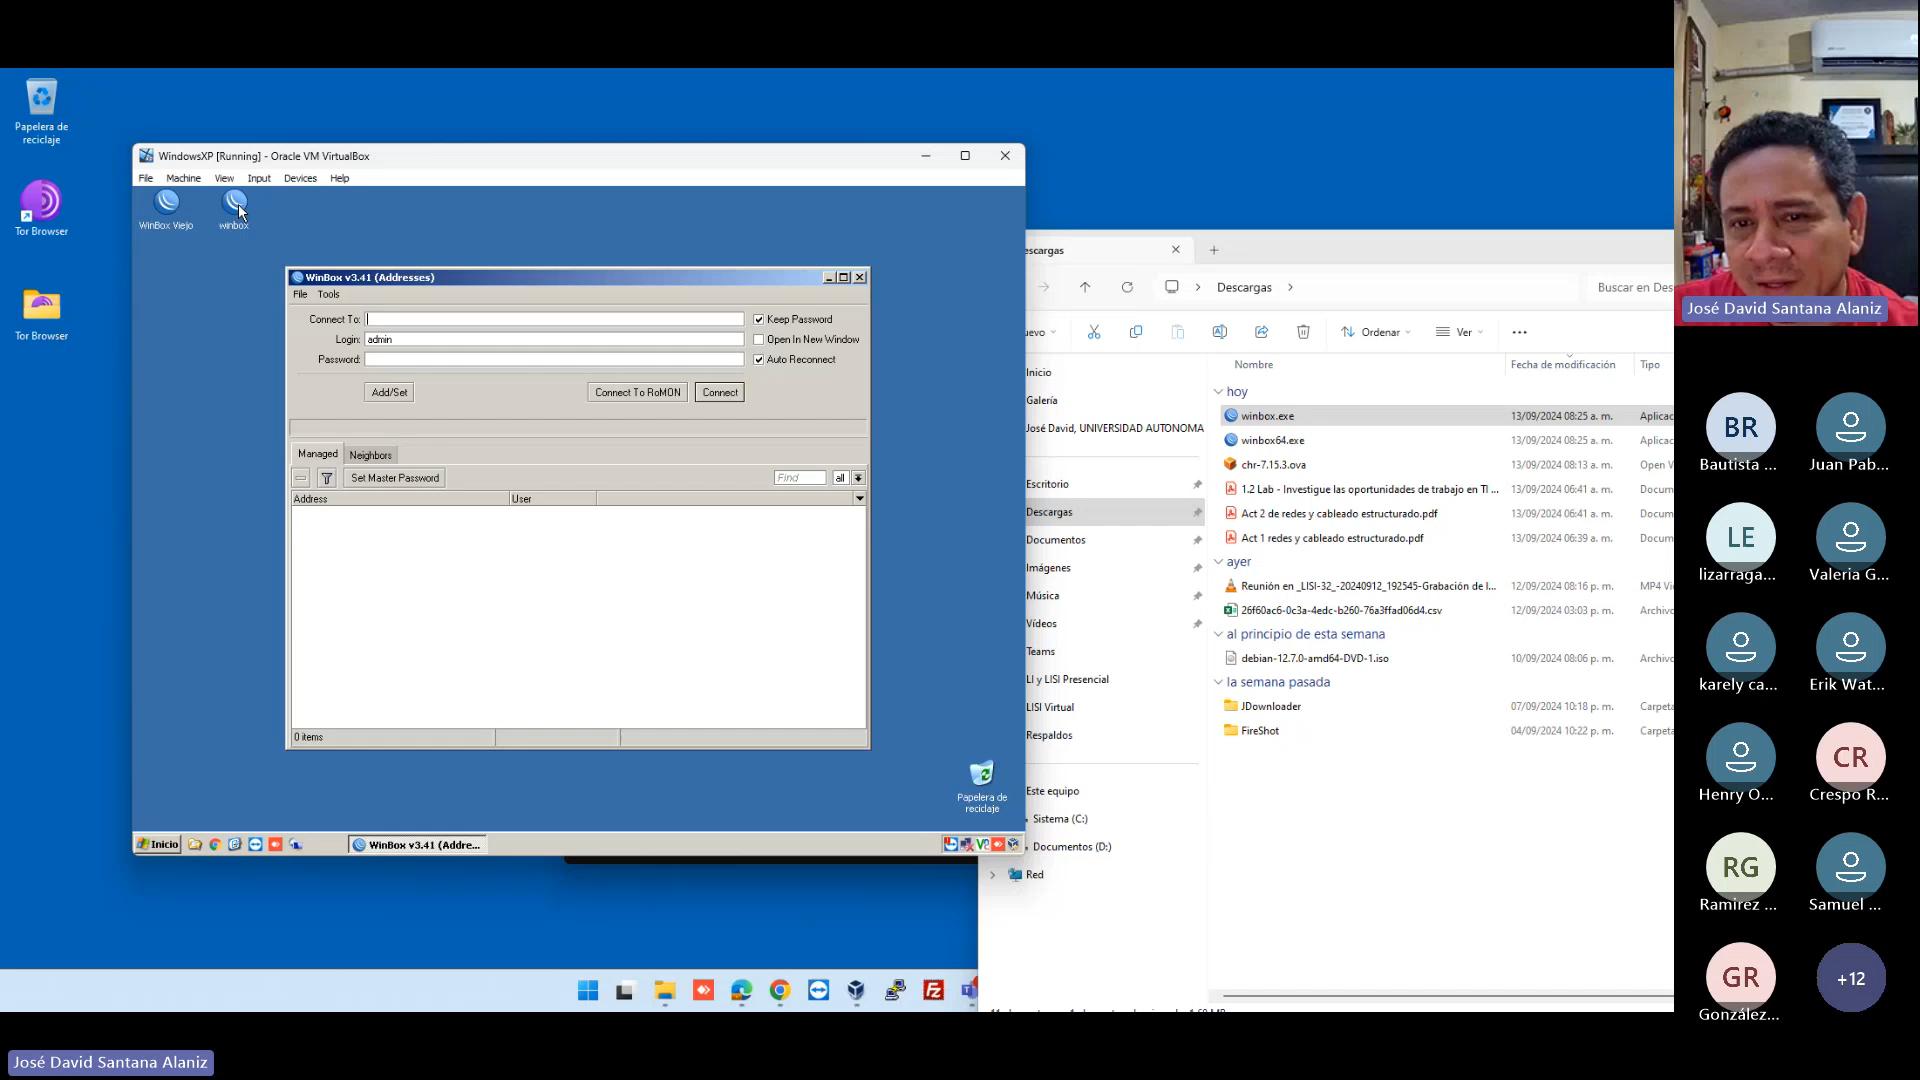 Papelera de
reciclaje
Tor Browser
Tor Browser
WindowsXP [Running] - Oracle VM VirtualBox
File Machine View Input Devices Help
WinBox Viejo
winbox
WinBox v3.41 (Addresses)
File Tools
Connect To:
Keep Password
Login: admin
Open In New Window
Password:
Auto Reconnect
Add/Set
Connect To RoMON
Connect
Managed Neighbors
Set Master Password
Find
all
Address User
0 items
Papelera de
reciclaje
Inicio
WinBox v3.41 (Addre...
escargas
Descargas
Buscar en Des
uevo
Ordenar
Ver
Inicio
Galería
José David, UNIVERSIDAD AUTONOMA
Escritorio
Descargas
Documentos
Imágenes
Música
Vídeos
Teams
LI y LISI Presencial
LISI Virtual
Respaldos
Este equipo
Sistema (C:)
Documentos (D:)
Red
Nombre Fecha de modificación Tipo
hoy
winbox.exe 13/09/2024 08:25 a. m. Aplicac
winbox64.exe 13/09/2024 08:25 a. m. Aplicac
chr-7.15.3.ova 13/09/2024 08:13 a. m. Open V
1.2 Lab - Investigue las oportunidades de trabajo en TI ... 13/09/2024 06:41 a. m. Docum
Act 2 de redes y cableado estructurado.pdf 13/09/2024 06:41 a. m. Docum
Act 1 redes y cableado estructurado.pdf 13/09/2024 06:39 a. m. Docum
ayer
Reunión en _LISI-32_-20240912_192545-Grabación de l... 12/09/2024 08:16 p. m. MP4 Vi
26f60ac6-0c3a-4edc-b260-76a3ffad06d4.csv 12/09/2024 03:03 p. m. Archivo
al principio de esta semana
debian-12.7.0-amd64-DVD-1.iso 10/09/2024 08:06 p. m. Archivo
la semana pasada
JDownloader 07/09/2024 10:18 p. m. Carpeta
FireShot 04/09/2024 10:22 p. m. Carpeta
José David Santana Alaniz
BR
Bautista ...
Juan Pab...
LE
lizarraga...
Valeria G...
karely ca...
Erik Wat...
Henry O...
CR
Crespo R...
RG
Ramirez ...
Samuel ...
GR
González...
+12
José David Santana Alaniz